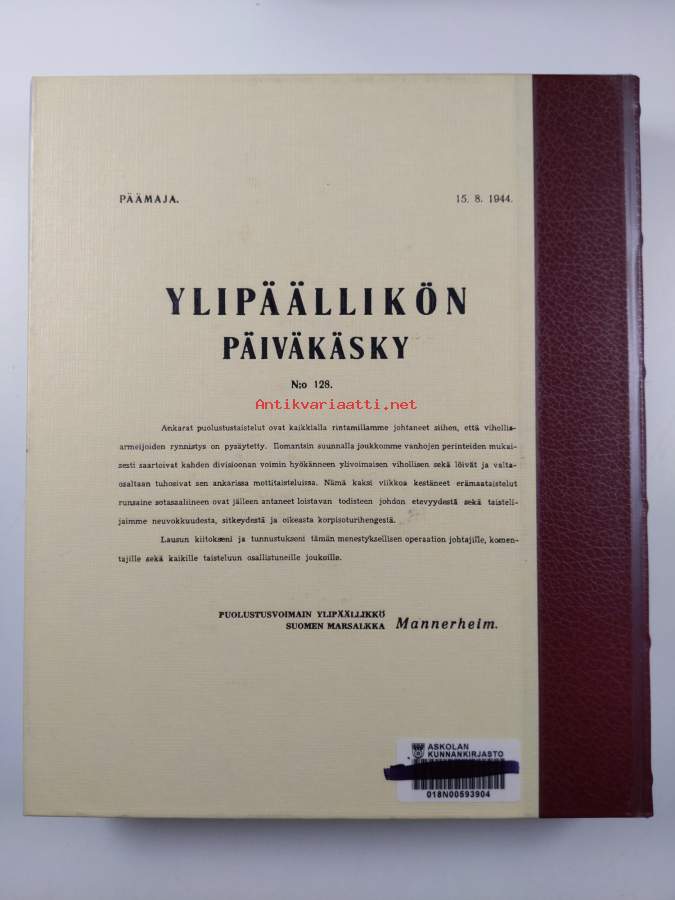 PÄÄMAJA. 15. 8. 1944.
YLIPÄÄLLIKÖN
PÄIVÄKÄSKY
N:o 128.
Antikvariaatti.net
Ankarat puolustustaistelut ovat kaikkialla rintamillamme johtaneet siihen, että vihollis-
armeijoiden rynnistys on pysäytetty. Ilomantsin suunnalla joukkomme vanhojen perinteiden mukai-
sesti saartoivat kahden divisioonan voimin hyökänneen ylivoimaisen vihollisen sekä löivät ja valta-
osaltaan tuhosivat sen ankarissa mottitaisteluissa. Nämä kaksi viikkoa kestäneet erämaataistelut
runsaine sotasaaliineen ovat jälleen antaneet loistavan todisteen johdon etevyydestä sekä taisteli-
jaimme neuvokkuudesta, sitkeydestä ja oikeasta korpisoturihengestä.
Lausun kiitokseni ja tunnustukseni tämän menestyksellisen operaation johtajille, komen-
tajille sekä kaikille taisteluun osallistuneille joukoille.
PUOLUSTUSVOIMAIN YLIPÄÄLLIKKÖ
SUOMEN MARSALKKA Mannerheim.
ASKOLAN
KUNNANKIRJASTO
018N00593904